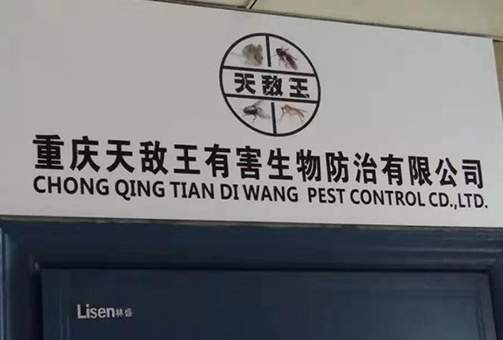 天敌王
重庆天敌王有害生物防治有限公司
CHONG QING TIAN DI WANG PEST CONTROL CD.,LTD.
Lisen林盛